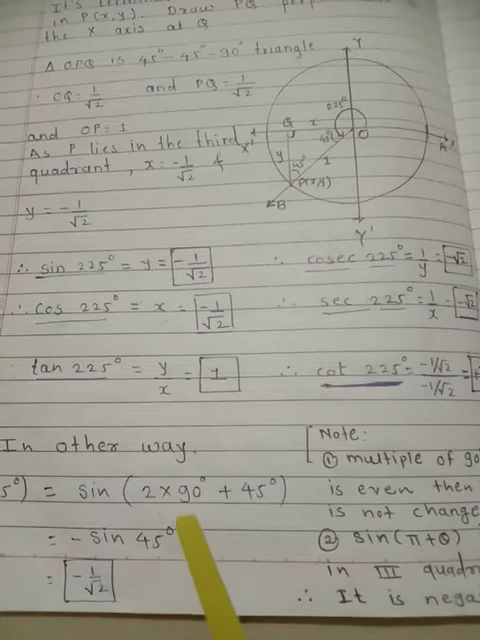 in P(x,y). Draw PQ
the X axis at Q
Δ OPQ is 45°-45°-90° triangle
∴ OQ = 1/√2 and PQ = 1/√2
and OP = 1
As P lies in the third
quadrant, x = -1/√2 &
y = -1/√2
Y
225°
Q x O
45°
X'
A
y 45° 1
P(x,y)
B
Y'
∴ sin 225° = y = -1/√2 ∴ cosec 225° = 1/y = -√2
∴ cos 225° = x = -1/√2 ∴ sec 225° = 1/x = -√2
tan 225° = y/x = 1 ∴ cot 225° = -1/√2 / -1/√2 =
In other way.
5°) = sin (2×90° + 45°)
= - sin 45°
= -1/√2
Note:
① multiple of 90
is even then
is not change
② sin(π+θ)
in III
∴ It is